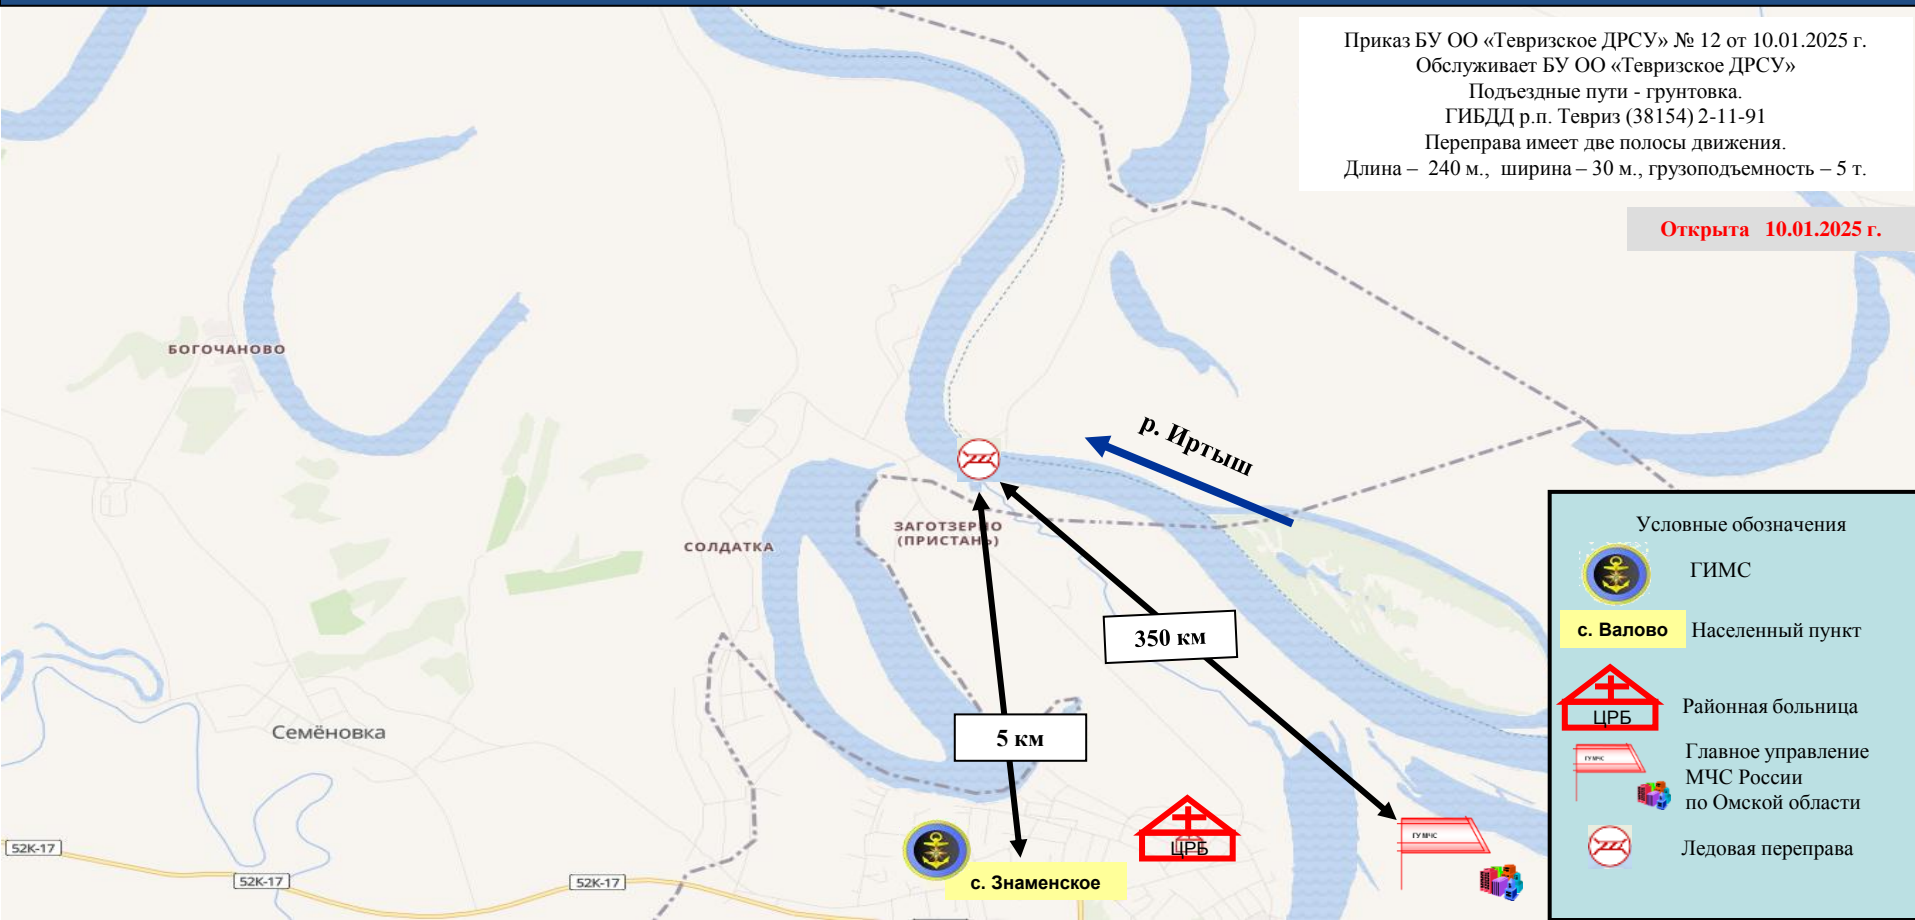 Приказ БУ ОО «Тевризское ДРСУ» № 12 от 10.01.2025 г.
Обслуживает БУ ОО «Тевризское ДРСУ»
Подъездные пути - грунтовка.
ГИБДД р.п. Тевриз (38154) 2-11-91
Переправа имеет две полосы движения.
Длина – 240 м., ширина – 30 м., грузоподъемность – 5 т.
Открыта 10.01.2025 г.
БОГОЧАНОВО
р. Иртыш
ЗАГОТЗЕРНО
(ПРИСТАНЬ)
СОЛДАТКА
350 км
5 км
Семёновка
52К-17
52К-17
52К-17
с. Знаменское
ЦРБ
ГУ МЧС
Условные обозначения
ГИМС
с. Валово
Населенный пункт
ЦРБ
Районная больница
ГУ МЧС
Главное управление
МЧС России
по Омской области
Ледовая переправа